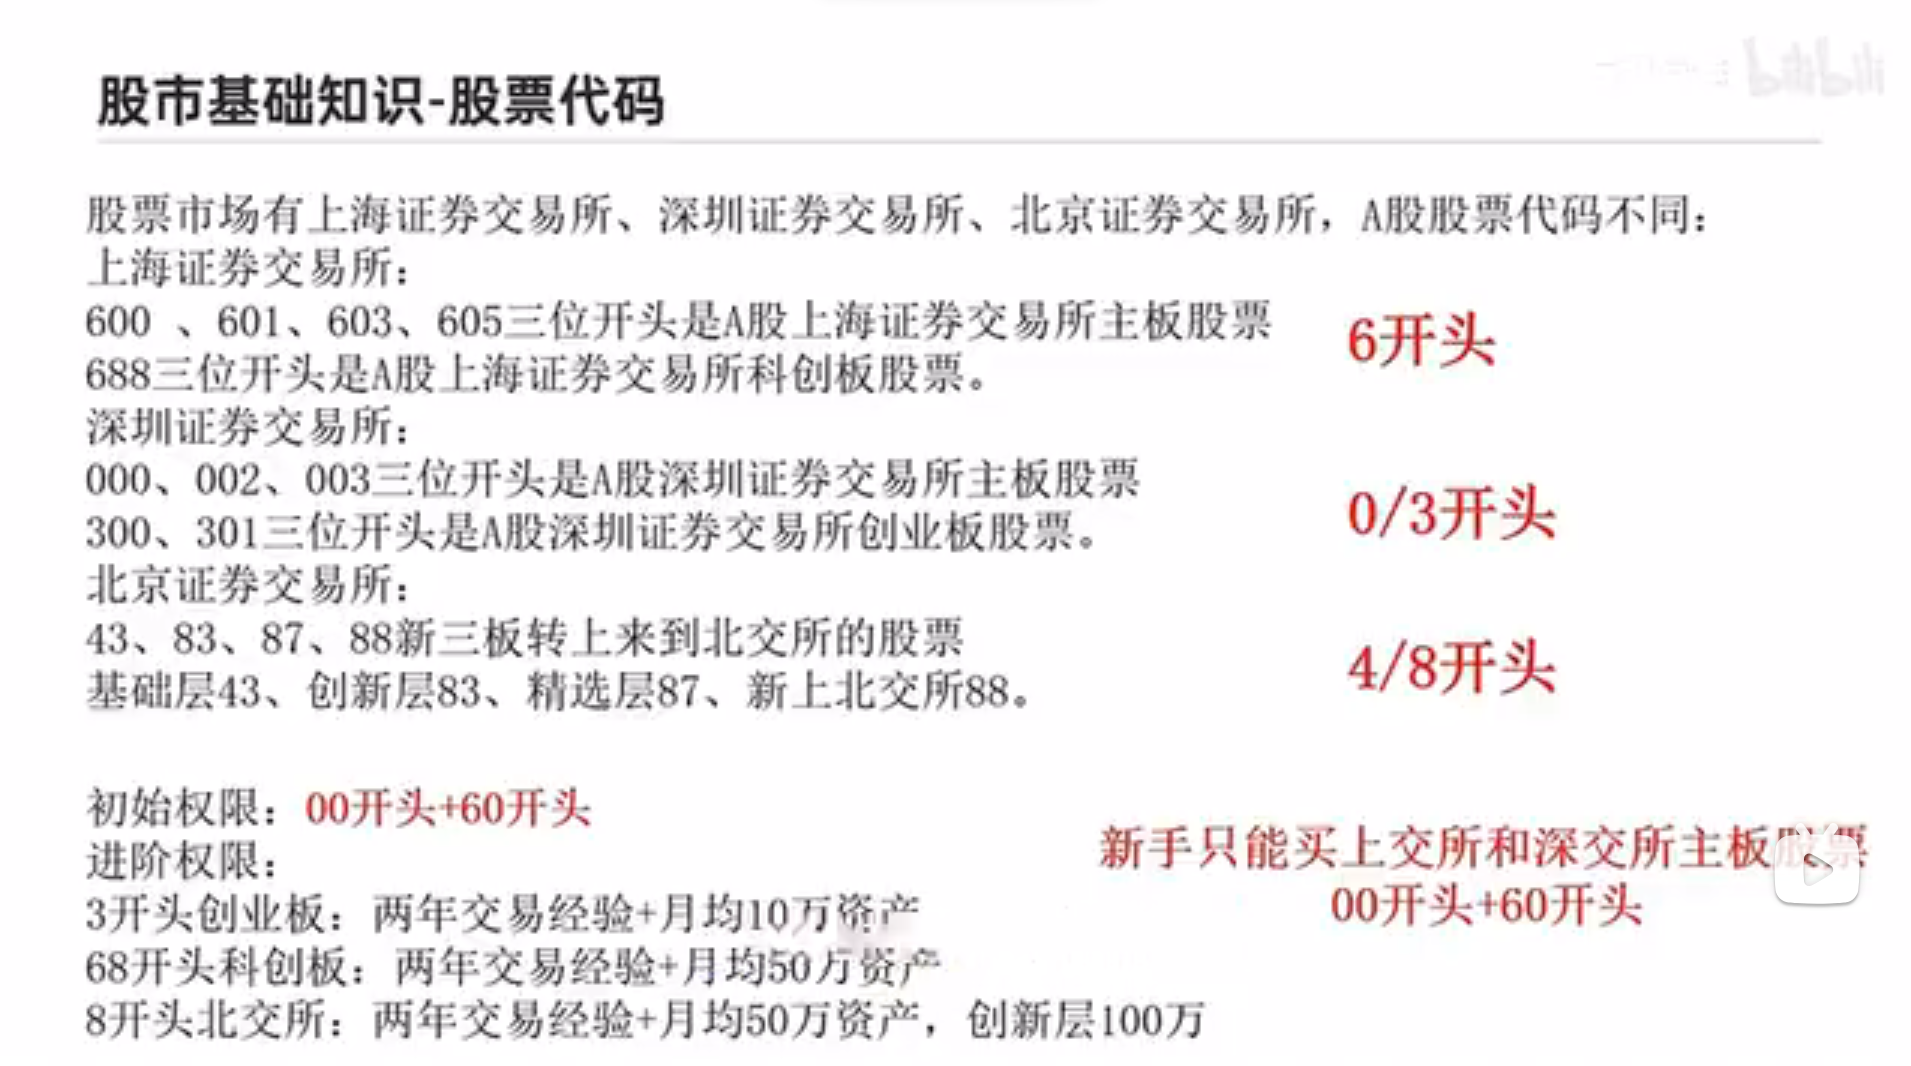 股市基础知识-股票代码
bilibili
股票市场有上海证券交易所、深圳证券交易所、北京证券交易所，A股股票代码不同：
上海证券交易所：
600 、601、603、605三位开头是A股上海证券交易所主板股票
6开头
688三位开头是A股上海证券交易所科创板股票。
深圳证券交易所：
000、002、003三位开头是A股深圳证券交易所主板股票
0/3开头
300、301三位开头是A股深圳证券交易所创业板股票。
北京证券交易所：
43、83、87、88新三板转上来到北交所的股票
4/8开头
基础层43、创新层83、精选层87、新上北交所88。
初始权限：00开头+60开头
进阶权限：
新手只能买上交所和深交所主板股票
00开头+60开头
3开头创业板：两年交易经验+月均10万资产
68开头科创板：两年交易经验+月均50万资产
8开头北交所：两年交易经验+月均50万资产，创新层100万